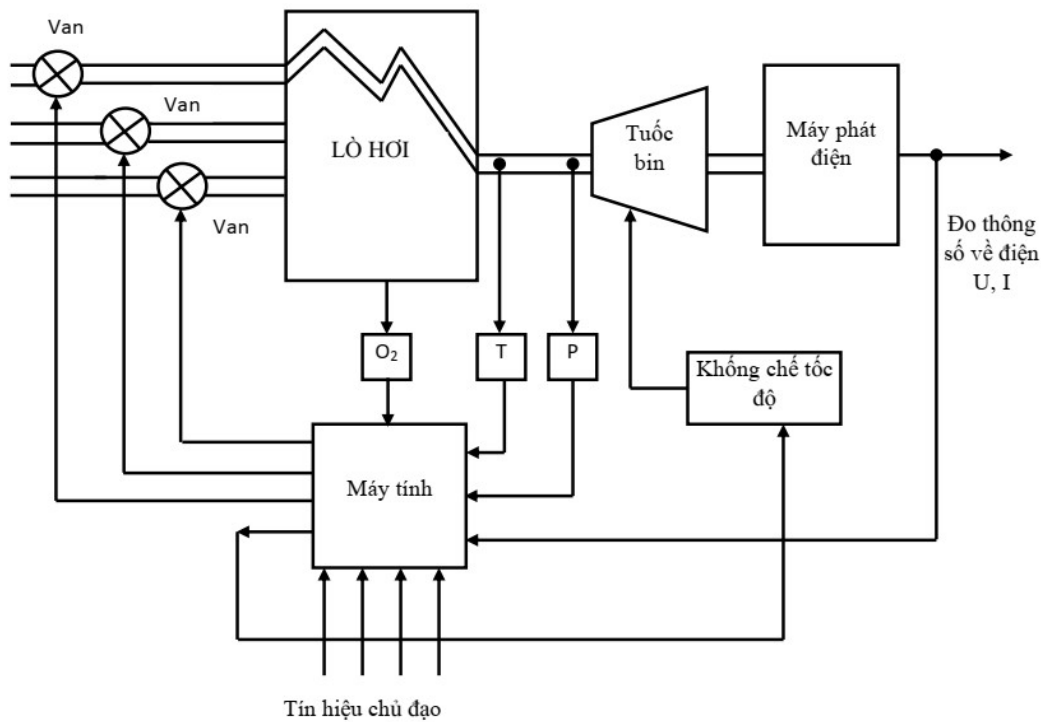 Van
Van
Van
LÒ HƠI
Tuốc
bin
Máy phát
điện
Đo thông
số về điện
U, I
O₂
T
P
Khống chế tốc
độ
Máy tính
Tín hiệu chủ đạo